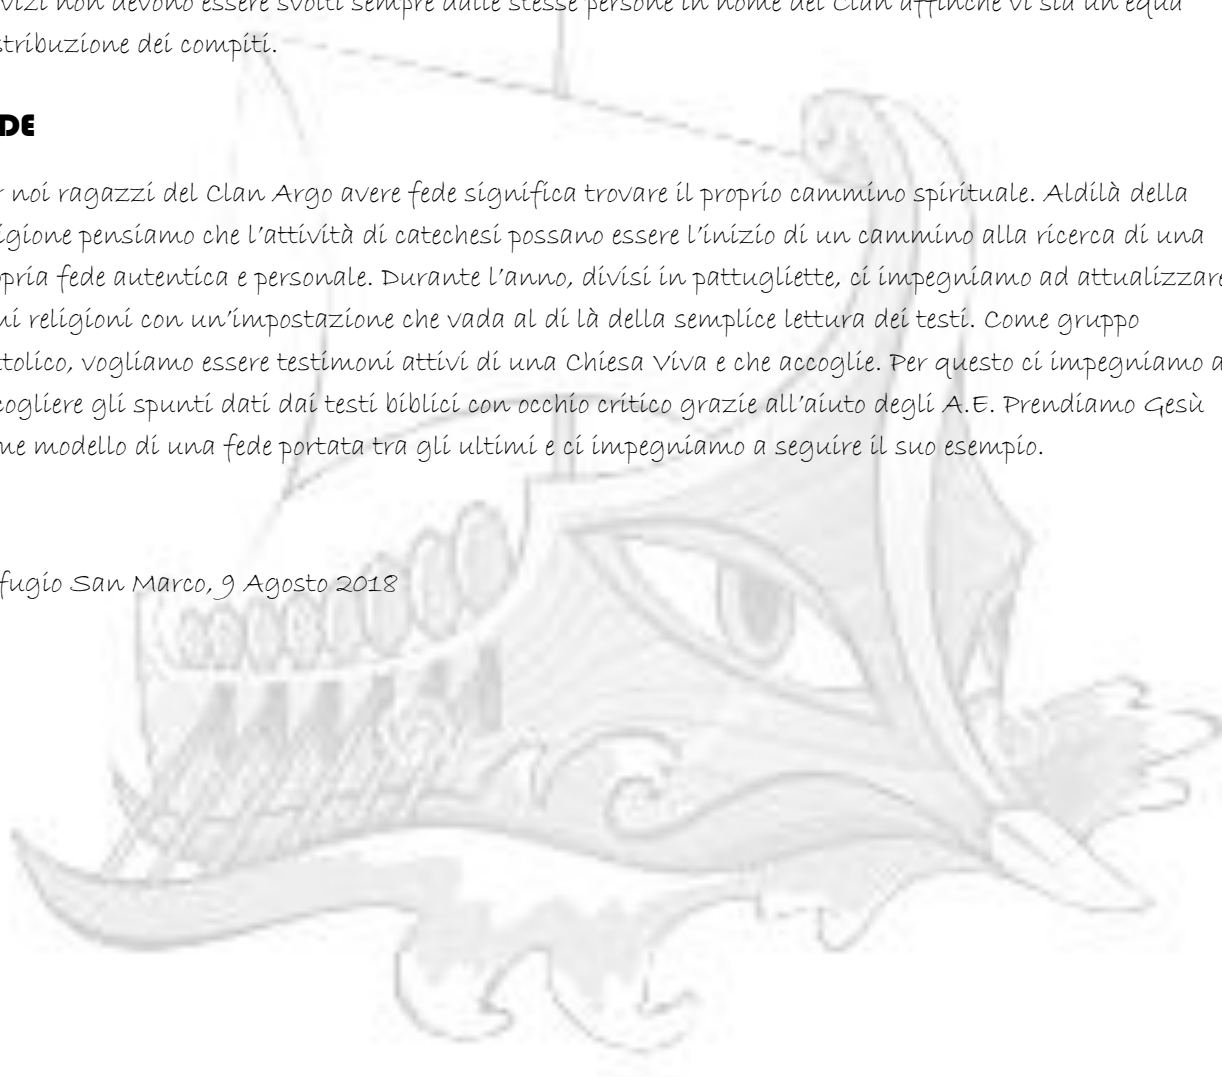 vizi non devono essere svolti sempre dalle stesse persone in nome del Clan affinché vi sia un'equa
stribuzione dei compiti.
DE
r noi ragazzi del Clan Argo avere fede significa trovare il proprio cammino spirituale. Aldilà della
igione pensiamo che l'attività di catechesi possano essere l'inizio di un cammino alla ricerca di una
opria fede autentica e personale. Durante l'anno, divisi in pattugliette, ci impegniamo ad attualizzare
mi religioni con un'impostazione che vada al di là della semplice lettura dei testi. Come gruppo
ttolico, vogliamo essere testimoni attivi di una Chiesa Viva e che accoglie. Per questo ci impegniamo a
cogliere gli spunti dati dai testi biblici con occhio critico grazie all'aiuto degli A.E. Prendiamo Gesù
me modello di una fede portata tra gli ultimi e ci impegniamo a seguire il suo esempio.
fugio San Marco, 9 Agosto 2018